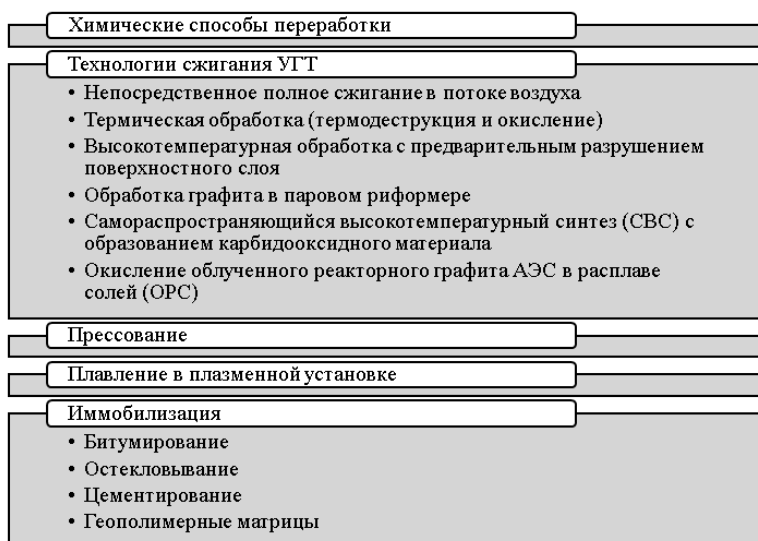 Химические способы переработки
Технологии сжигания УГТ
• Непосредственное полное сжигание в потоке воздуха
• Термическая обработка (термодеструкция и окисление)
• Высокотемпературная обработка с предварительным разрушением
поверхностного слоя
• Обработка графита в паровом риформере
• Самораспространяющийся высокотемпературный синтез (СВС) с
образованием карбидооксидного материала
• Окисление облученного реакторного графита АЭС в расплаве
солей (ОРС)
Прессование
Плавление в плазменной установке
Иммобилизация
• Битумирование
• Остекловывание
• Цементирование
• Геополимерные матрицы